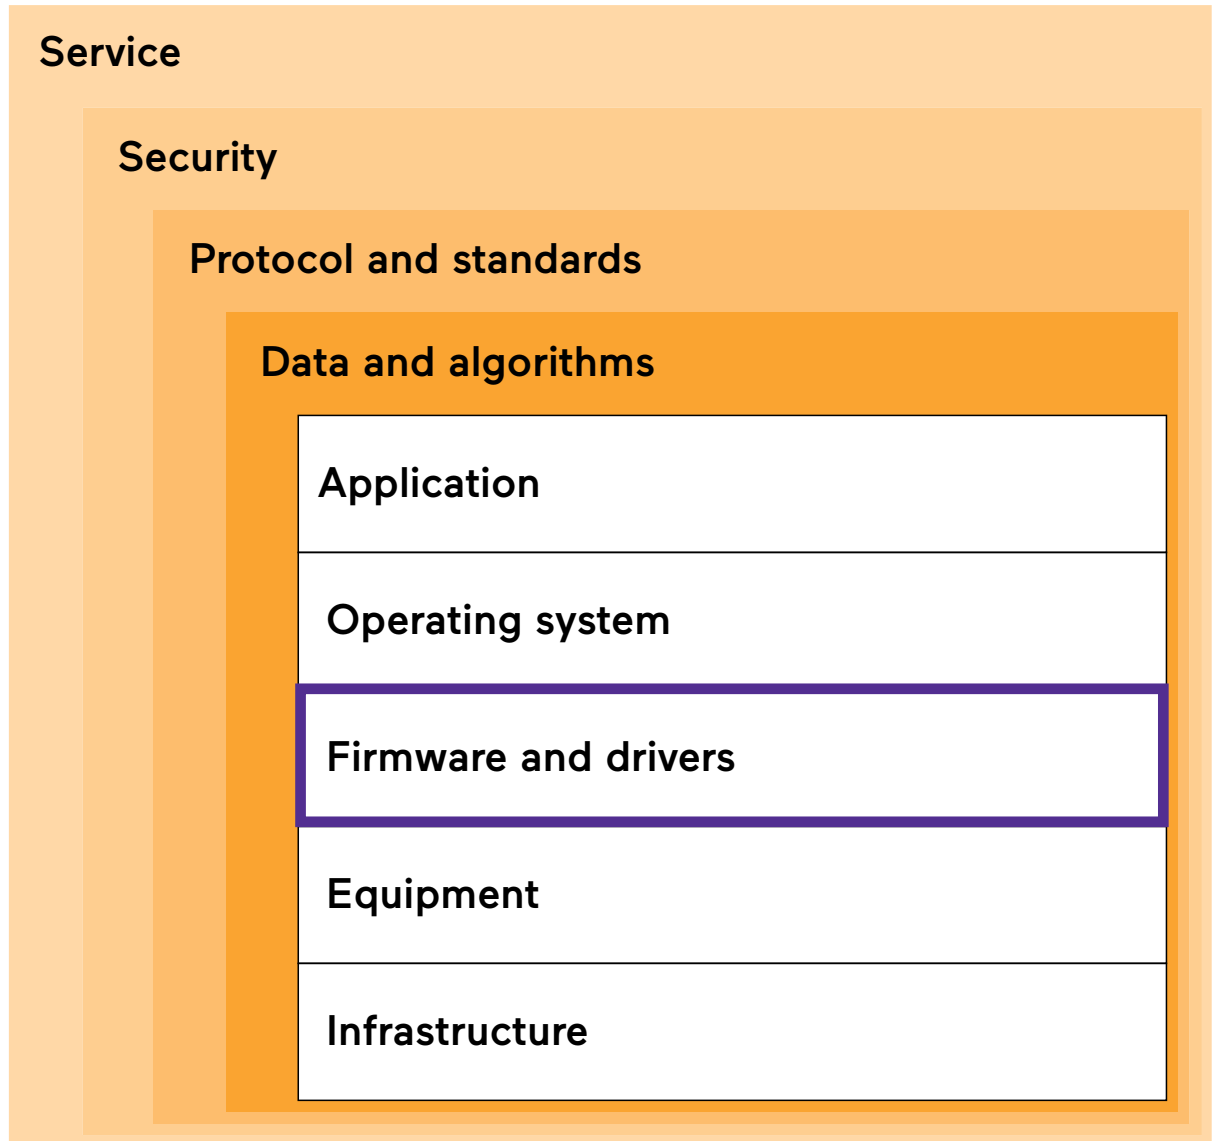 Service
Security
Protocol and standards
Data and algorithms
Application
Operating system
Firmware and drivers
Equipment
Infrastructure